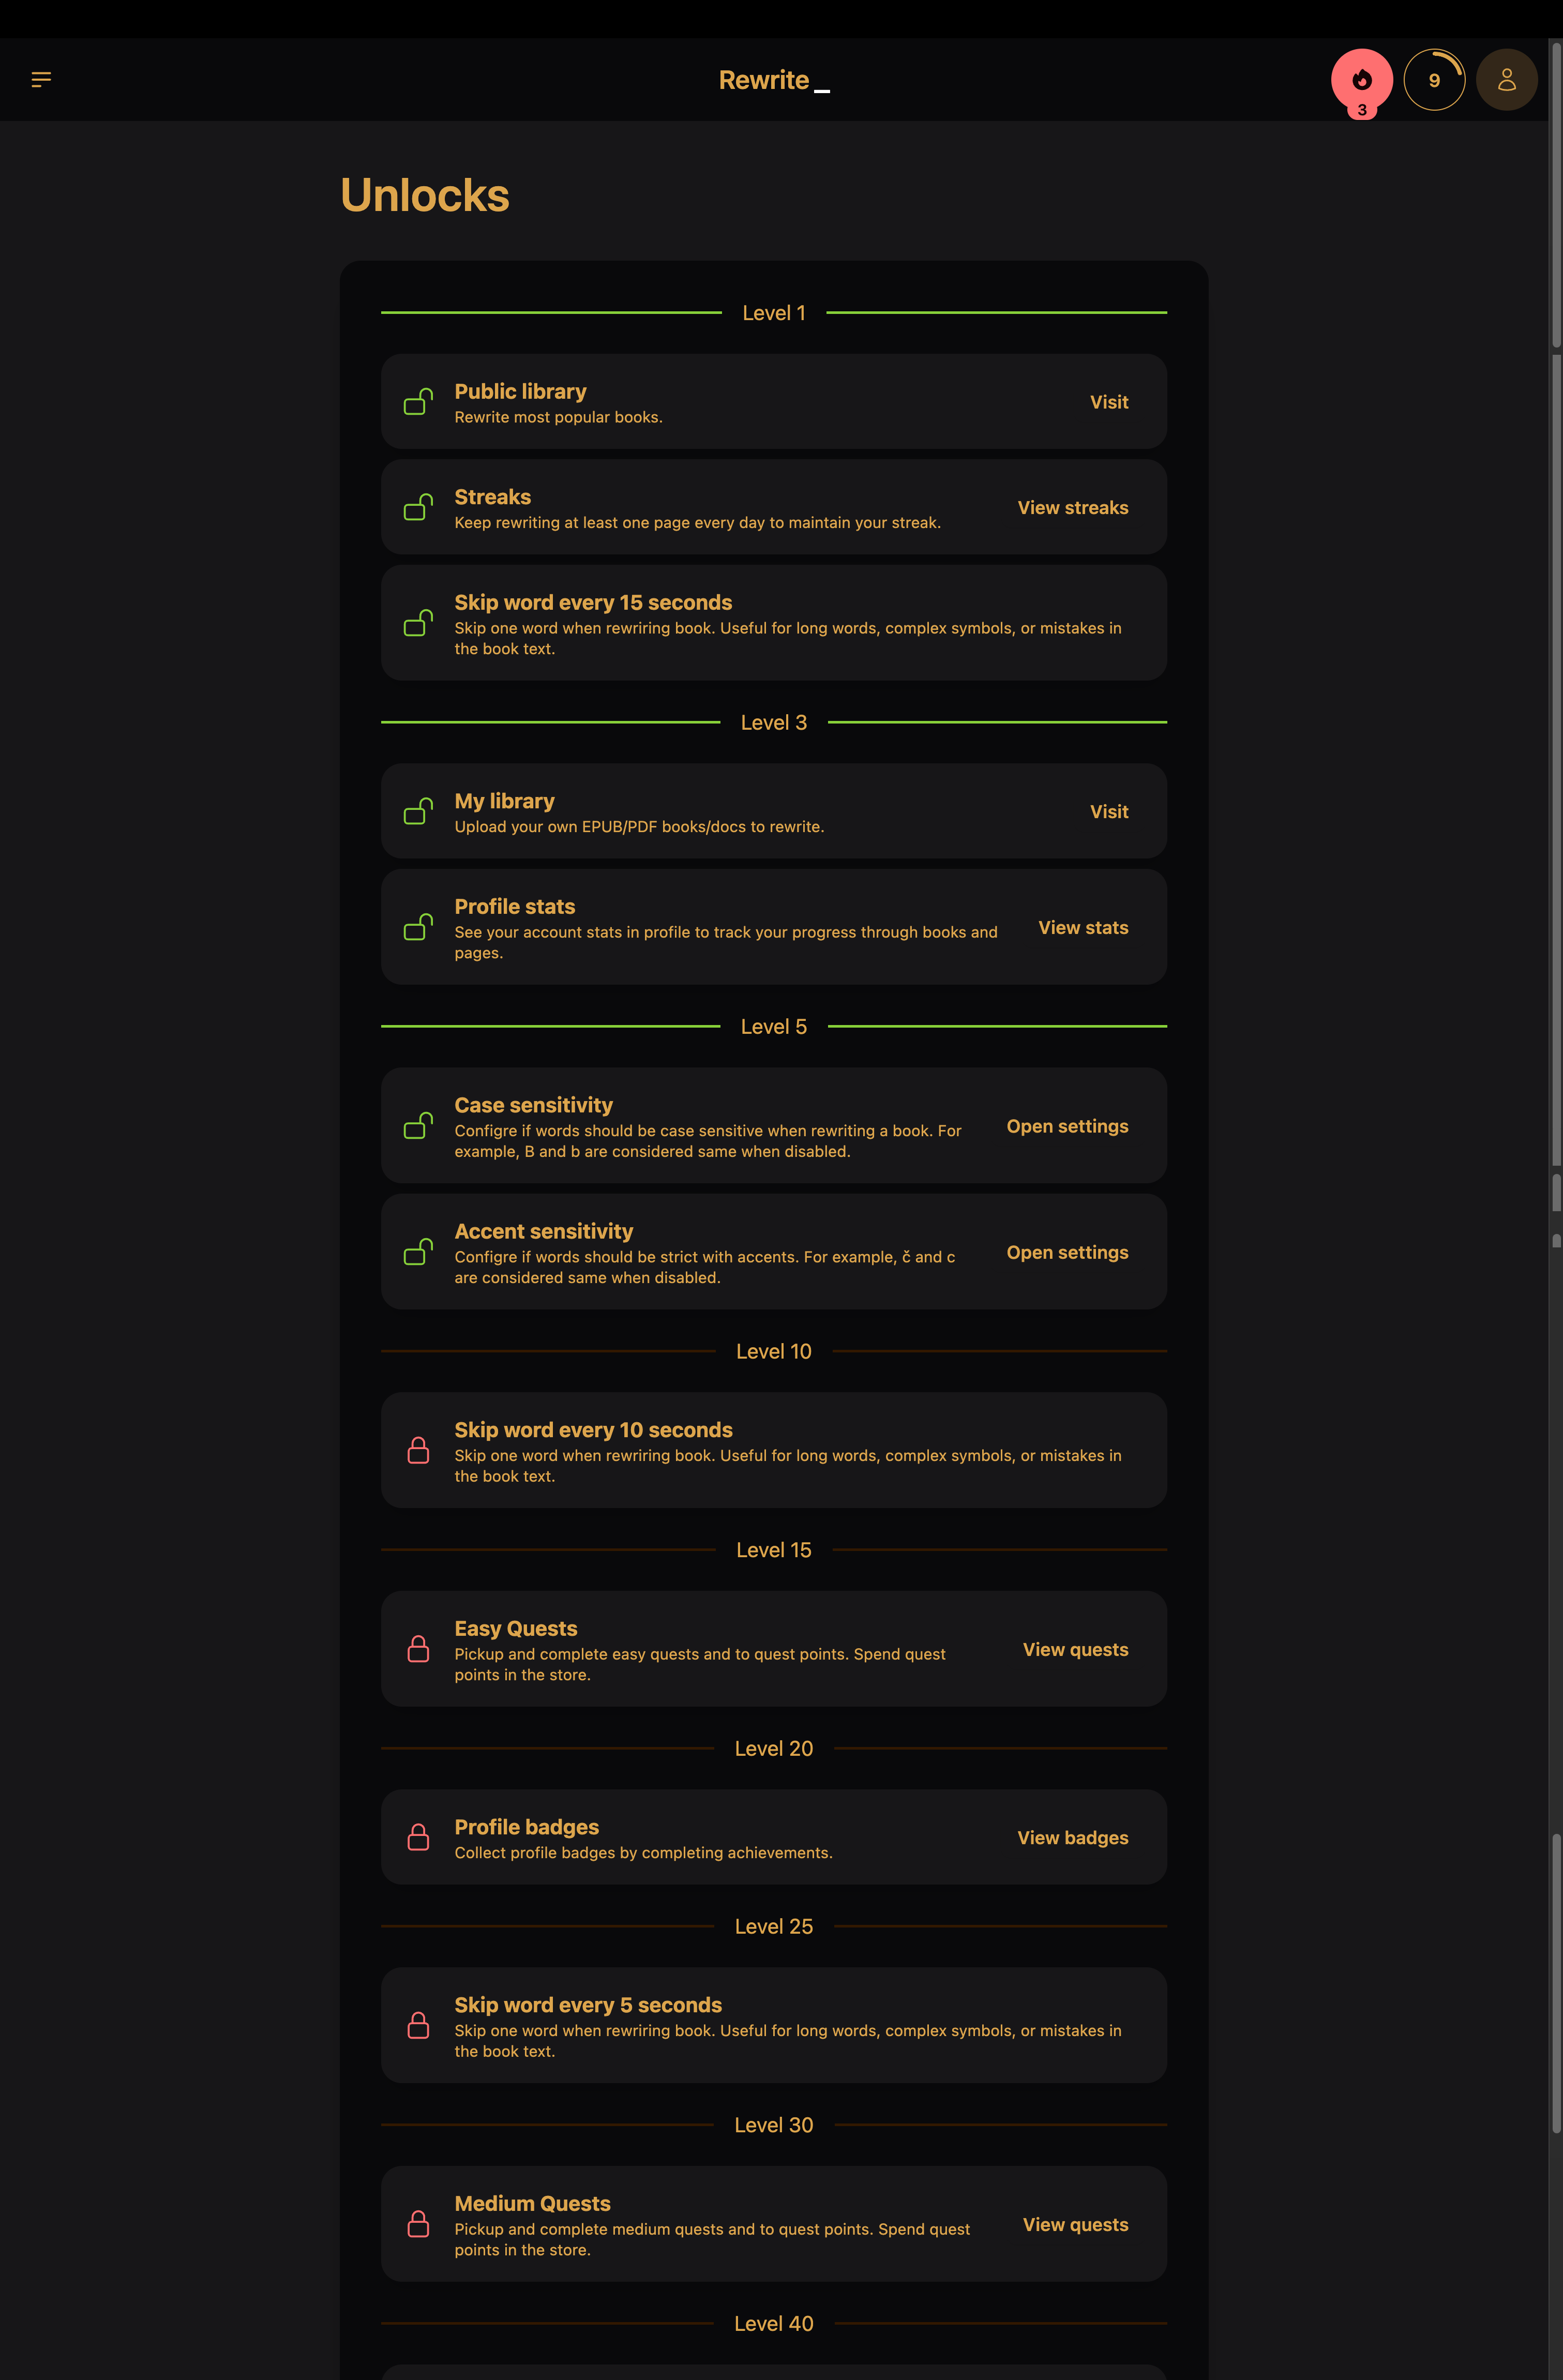 Rewrite _
3
9
Unlocks
Level 1
Public library
Rewrite most popular books.
Visit
Streaks
Keep rewriting at least one page every day to maintain your streak.
View streaks
Skip word every 15 seconds
Skip one word when rewriring book. Useful for long words, complex symbols, or mistakes in
the book text.
Level 3
My library
Upload your own EPUB/PDF books/docs to rewrite.
Visit
Profile stats
See your account stats in profile to track your progress through books and
pages.
View stats
Level 5
Case sensitivity
Configre if words should be case sensitive when rewriting a book. For
example, B and b are considered same when disabled.
Open settings
Accent sensitivity
Configre if words should be strict with accents. For example, č and c
are considered same when disabled.
Open settings
Level 10
Skip word every 10 seconds
Skip one word when rewriring book. Useful for long words, complex symbols, or mistakes in
the book text.
Level 15
Easy Quests
Pickup and complete easy quests and to quest points. Spend quest
points in the store.
View quests
Level 20
Profile badges
Collect profile badges by completing achievements.
View badges
Level 25
Skip word every 5 seconds
Skip one word when rewriring book. Useful for long words, complex symbols, or mistakes in
the book text.
Level 30
Medium Quests
Pickup and complete medium quests and to quest points. Spend quest
points in the store.
View quests
Level 40